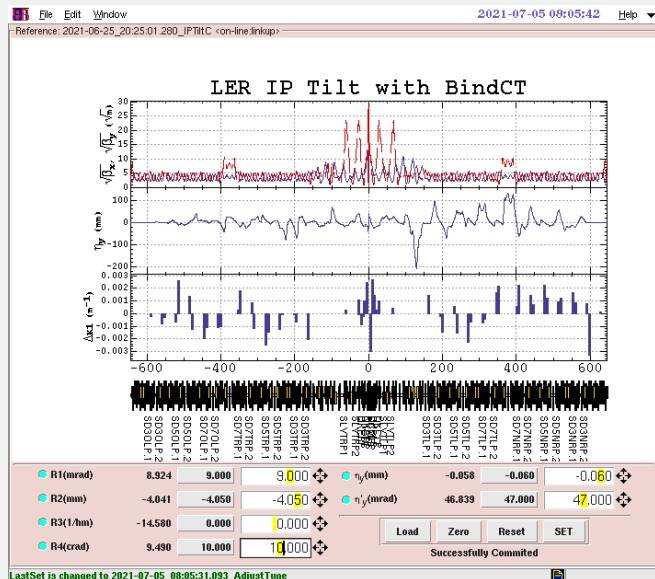 File Edit Window 2021-07-05 08:05:42 Help
Reference: 2021-06-25_20:25:01.280_IPTiltC <on-line:linkup>
LER IP Tilt with BindCT
√βx, √βy (√m)
30
25
20
15
10
5
0
ηy (mm)
100
0
-100
-200
ΔK1 (m⁻¹)
0.003
0.002
0.001
0
-0.001
-0.002
-0.003
-600 -400 -200 0 200 400 600
SD3OLP.1
SD3OLP.2
SD5OLP.1
SD5OLP.2
SD7OLP.1
SD7OLP.2
SD7TRP.1
SD7TRP.2
SD5TRP.1
SD5TRP.2
SD3TRP.1
SD3TRP.2
SLYTRP1
SLYTRP2
SLYTLP1
SLYTLP2
SD3TLP.1
SD3TLP.2
SD5TLP.1
SD5TLP.2
SD7TLP.1
SD7TLP.2
SD7NRP.1
SD7NRP.2
SD5NRP.1
SD5NRP.2
SD3NRP.1
SD3NRP.2
R1(mrad) 8.924 9.000 9.000
R2(mm) -4.041 -4.050 -4.050
R3(1/hm) -14.580 0.000 0.000
R4(crad) 9.490 10.000 10.000
ηy(mm) -0.058 -0.060 -0.060
η'y(mrad) 46.839 47.000 47.000
Load Zero Reset SET
Successfully Commited
LastSet is changed to 2021-07-05 08:05:31.093 AdjustTune